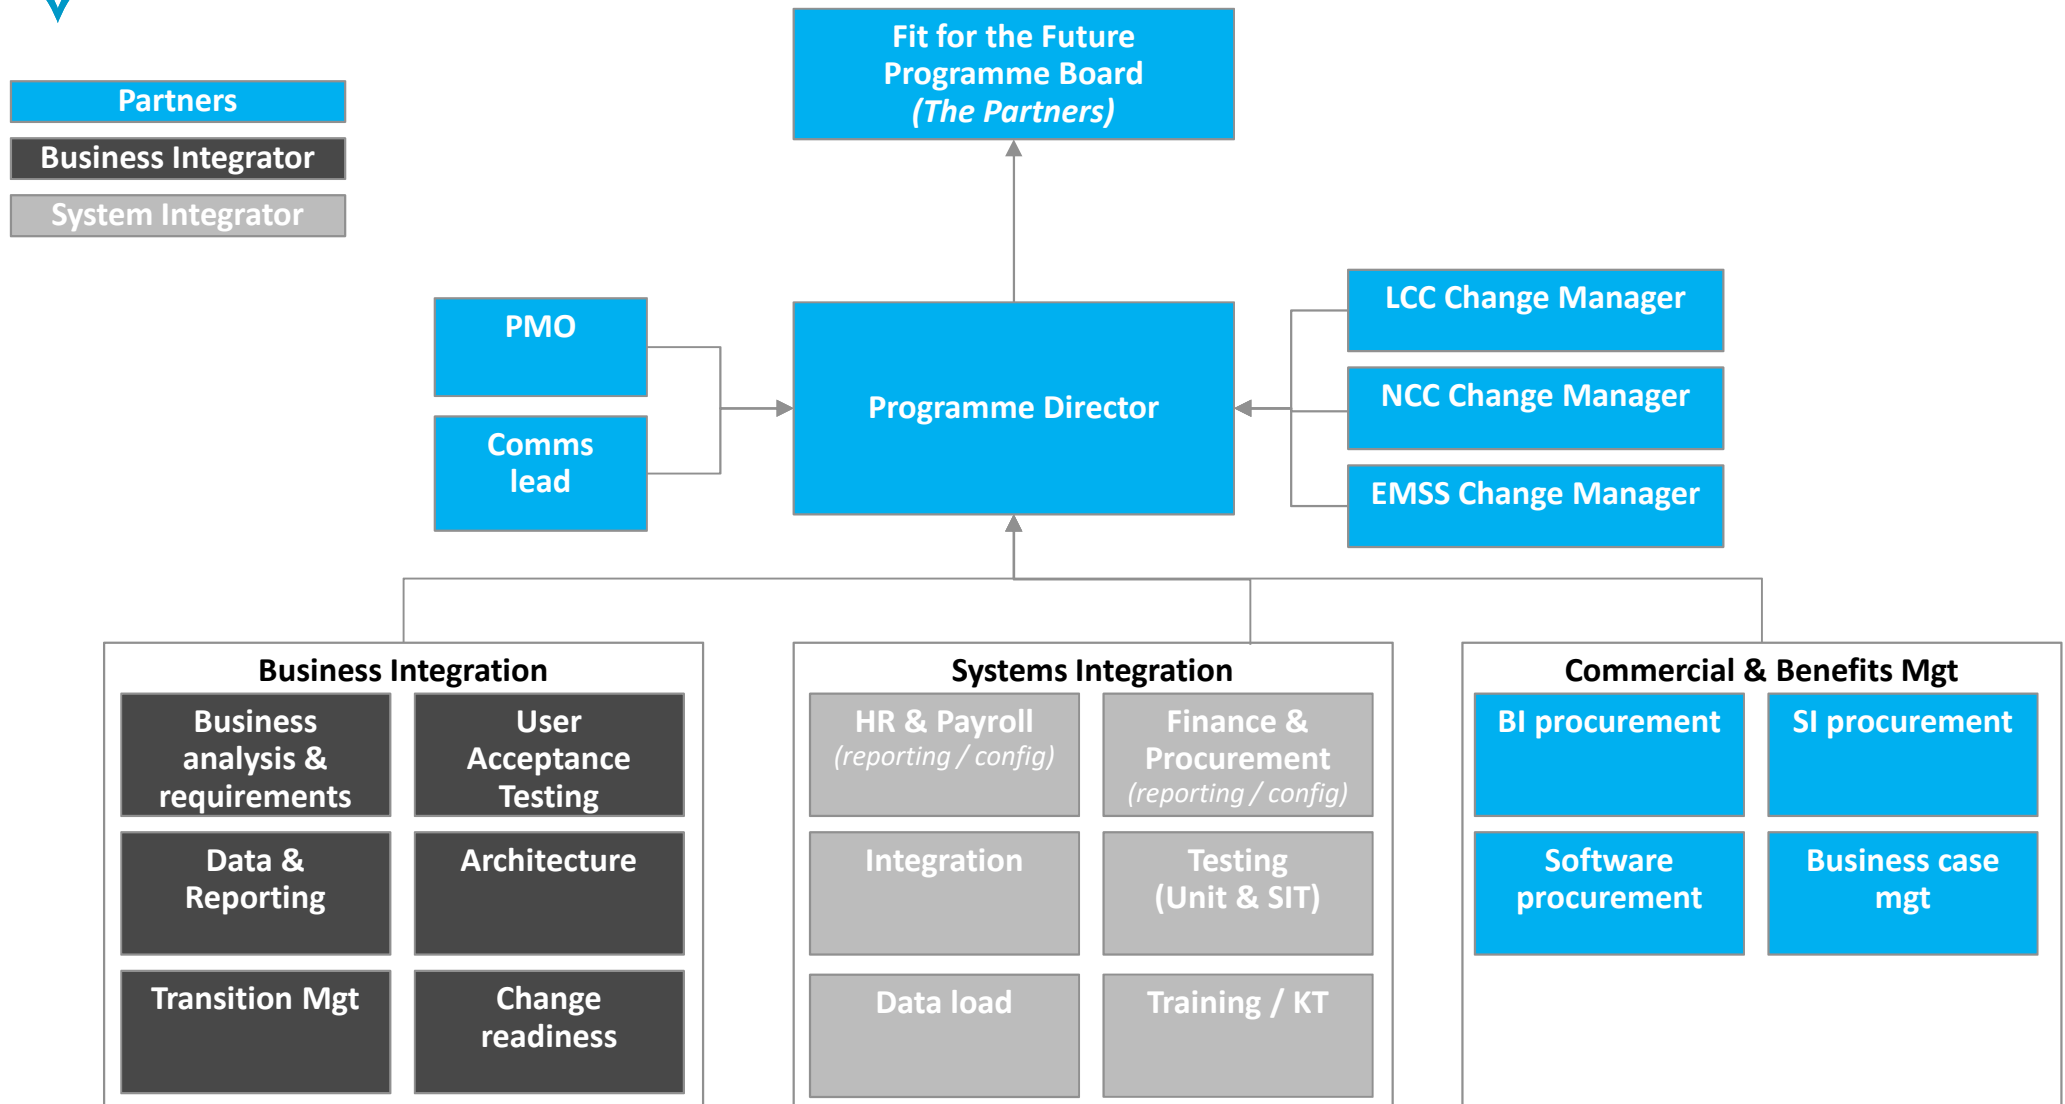 Fit for the Future
Programme Board
(The Partners)
Partners
Business Integrator
System Integrator
PMO
Comms
lead
Programme Director
LCC Change Manager
NCC Change Manager
EMSS Change Manager
Business Integration
Business
analysis &
requirements
User
Acceptance
Testing
Data &
Reporting
Architecture
Transition Mgt
Change
readiness
Systems Integration
HR & Payroll
(reporting / config)
Finance &
Procurement
(reporting / config)
Integration
Testing
(Unit & SIT)
Data load
Training / KT
Commercial & Benefits Mgt
BI procurement
SI procurement
Software
procurement
Business case
mgt